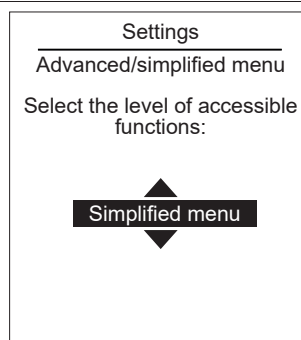 Settings
Advanced/simplified menu
Select the level of accessible
functions:
Simplified menu